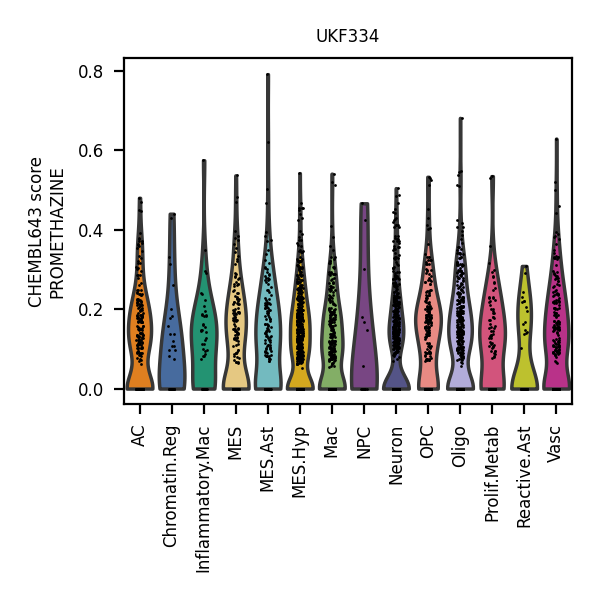 UKF334
CHEMBL643 score
PROMETHAZINE
0.8
0.6
0.4
0.2
0.0
AC
Chromatin.Reg
Inflammatory.Mac
MES
MES.Ast
MES.Hyp
Mac
NPC
Neuron
OPC
Oligo
Prolif.Metab
Reactive.Ast
Vasc